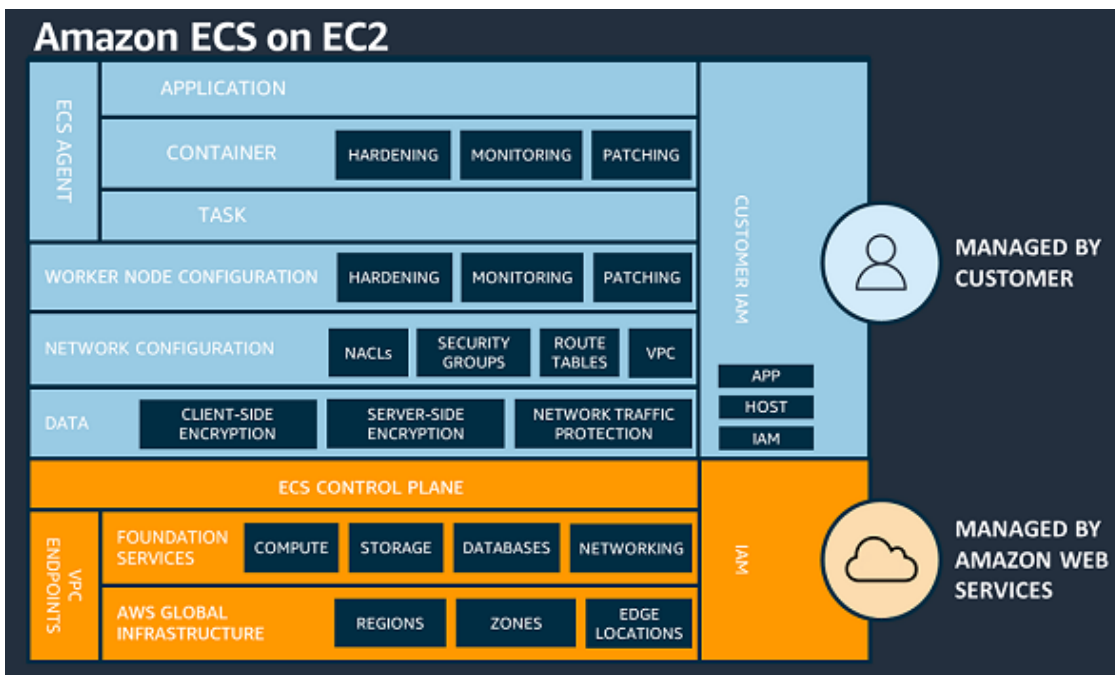 Amazon ECS on EC2
ECS AGENT
APPLICATION
CONTAINER
HARDENING
MONITORING
PATCHING
TASK
WORKER NODE CONFIGURATION
HARDENING
MONITORING
PATCHING
NETWORK CONFIGURATION
NACLs
SECURITY
GROUPS
ROUTE
TABLES
VPC
DATA
CLIENT-SIDE
ENCRYPTION
SERVER-SIDE
ENCRYPTION
NETWORK TRAFFIC
PROTECTION
CUSTOMER IAM
APP
HOST
IAM
MANAGED BY
CUSTOMER
ECS CONTROL PLANE
VPC
ENDPOINTS
FOUNDATION
SERVICES
COMPUTE
STORAGE
DATABASES
NETWORKING
AWS GLOBAL
INFRASTRUCTURE
REGIONS
ZONES
EDGE
LOCATIONS
IAM
MANAGED BY
AMAZON WEB
SERVICES